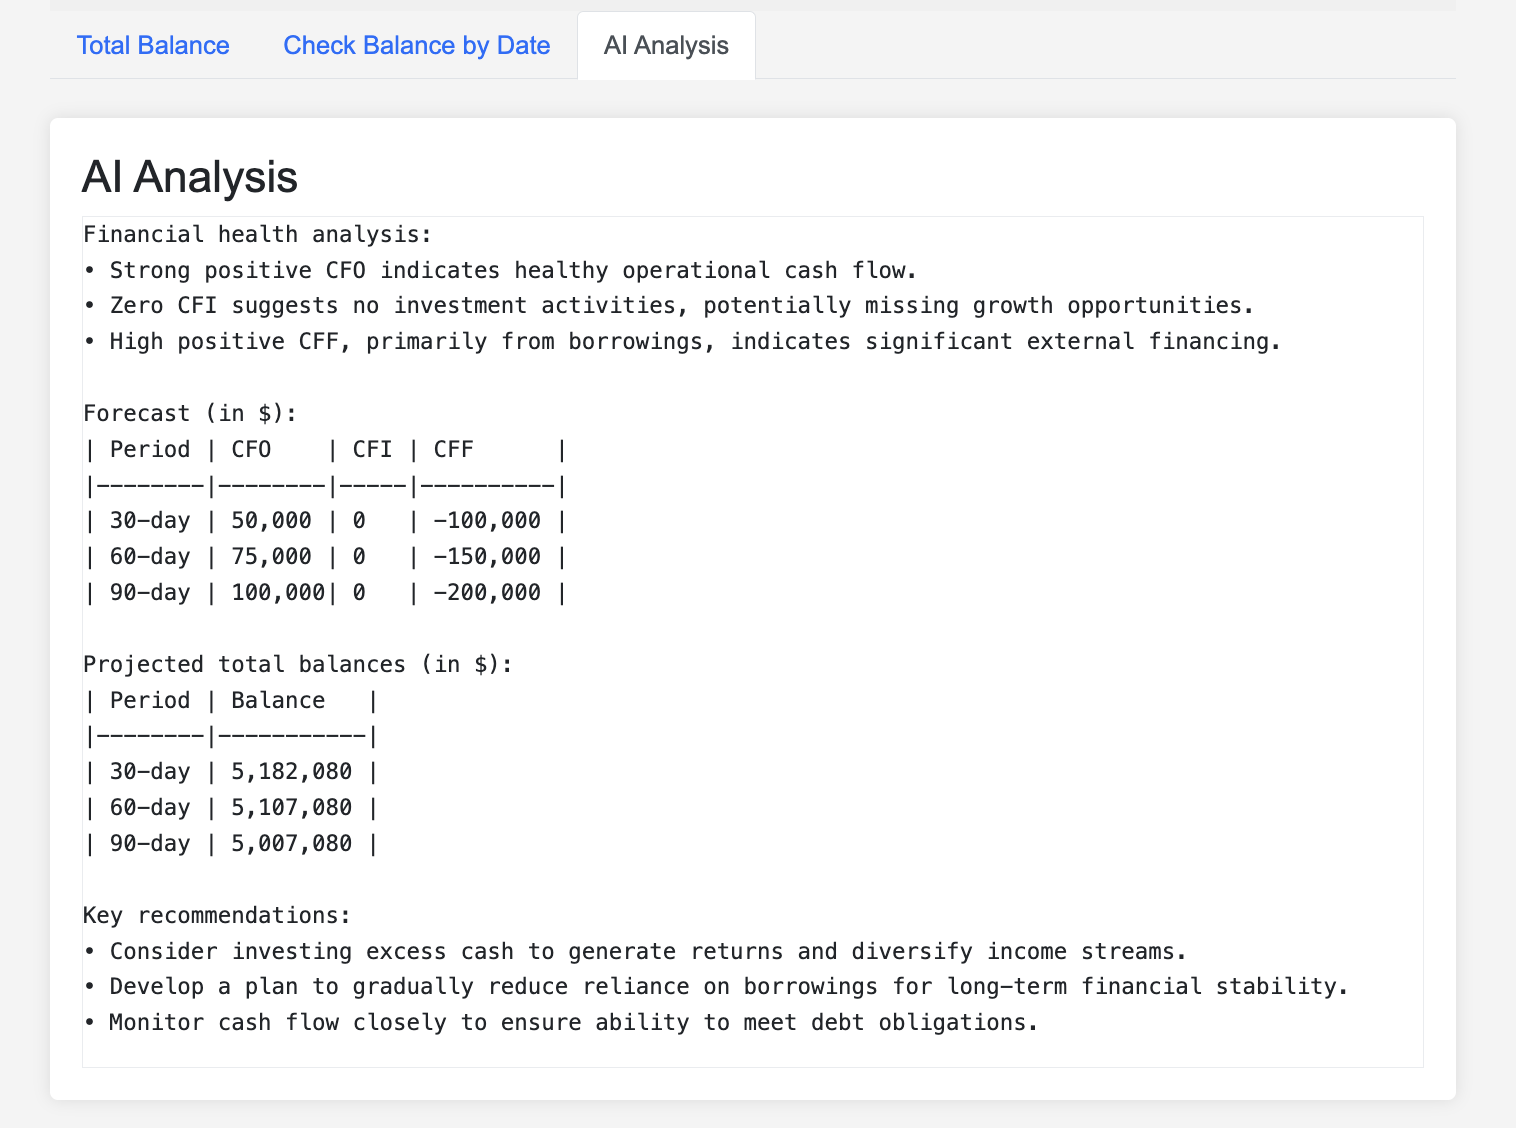 Total Balance Check Balance by Date AI Analysis
AI Analysis
Financial health analysis:
• Strong positive CFO indicates healthy operational cash flow.
• Zero CFI suggests no investment activities, potentially missing growth opportunities.
• High positive CFF, primarily from borrowings, indicates significant external financing.
Forecast (in $):
| Period | CFO    | CFI | CFF      |
|--------|--------|-----|----------|
| 30-day | 50,000 | 0   | -100,000 |
| 60-day | 75,000 | 0   | -150,000 |
| 90-day | 100,000| 0   | -200,000 |
Projected total balances (in $):
| Period | Balance   |
|--------|-----------|
| 30-day | 5,182,080 |
| 60-day | 5,107,080 |
| 90-day | 5,007,080 |
Key recommendations:
• Consider investing excess cash to generate returns and diversify income streams.
• Develop a plan to gradually reduce reliance on borrowings for long-term financial stability.
• Monitor cash flow closely to ensure ability to meet debt obligations.